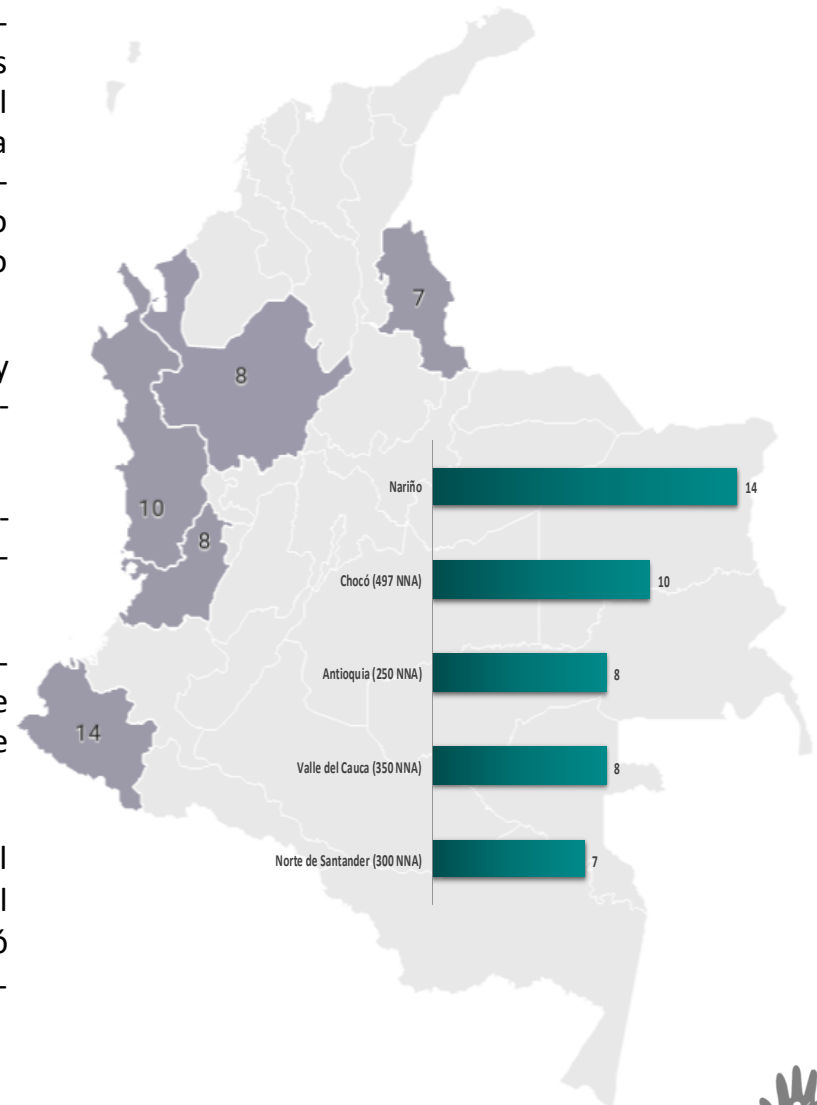 -
s
l
a
-
o
o
y
-
-
-
-
e
e
l
l
ó
-
7
8
10
8
14
Nariño 14
Chocó (497 NNA) 10
Antioquia (250 NNA) 8
Valle del Cauca (350 NNA) 8
Norte de Santander (300 NNA) 7